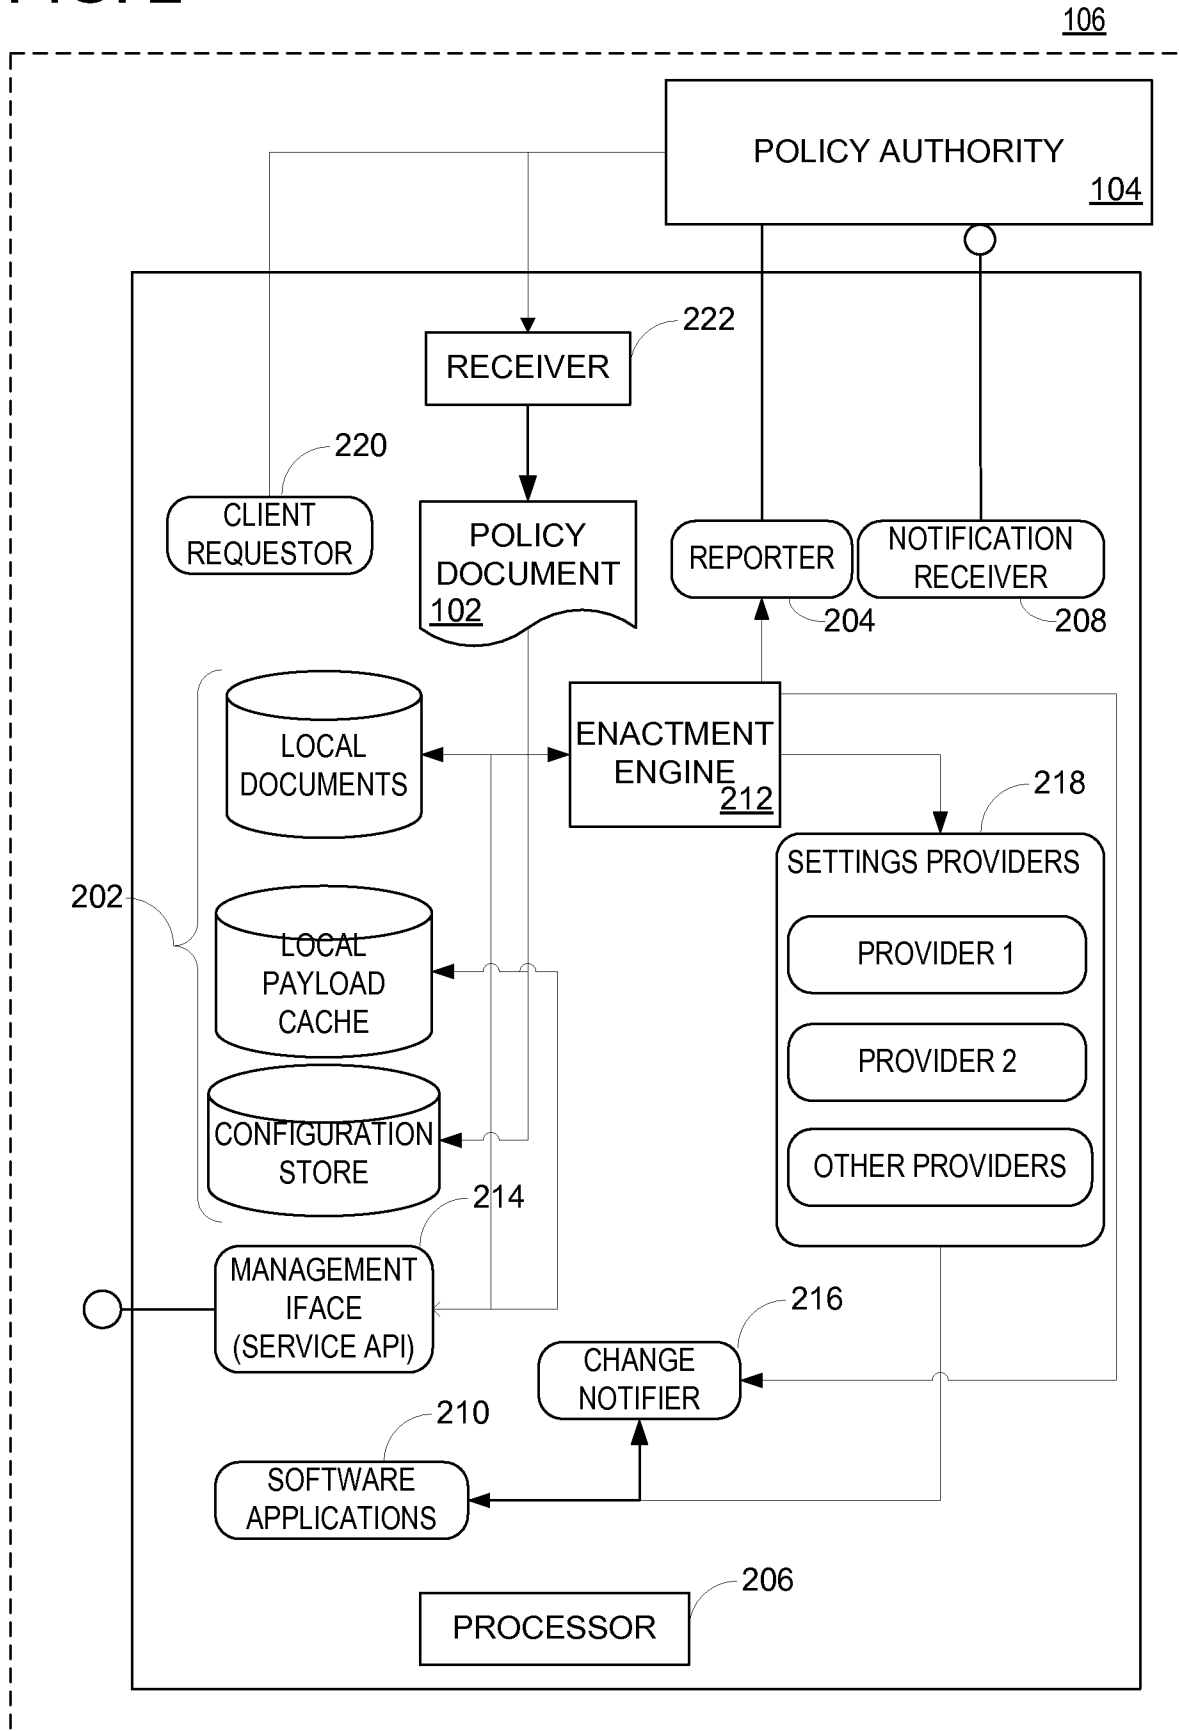 106
POLICY AUTHORITY
104
222
RECEIVER
220
CLIENT
REQUESTOR
POLICY
DOCUMENT
102
REPORTER
204
NOTIFICATION
RECEIVER
208
LOCAL
DOCUMENTS
ENACTMENT
ENGINE
212
218
SETTINGS PROVIDERS
202
LOCAL
PAYLOAD
CACHE
PROVIDER 1
PROVIDER 2
CONFIGURATION
STORE
OTHER PROVIDERS
214
MANAGEMENT
IFACE
(SERVICE API)
216
CHANGE
NOTIFIER
210
SOFTWARE
APPLICATIONS
206
PROCESSOR